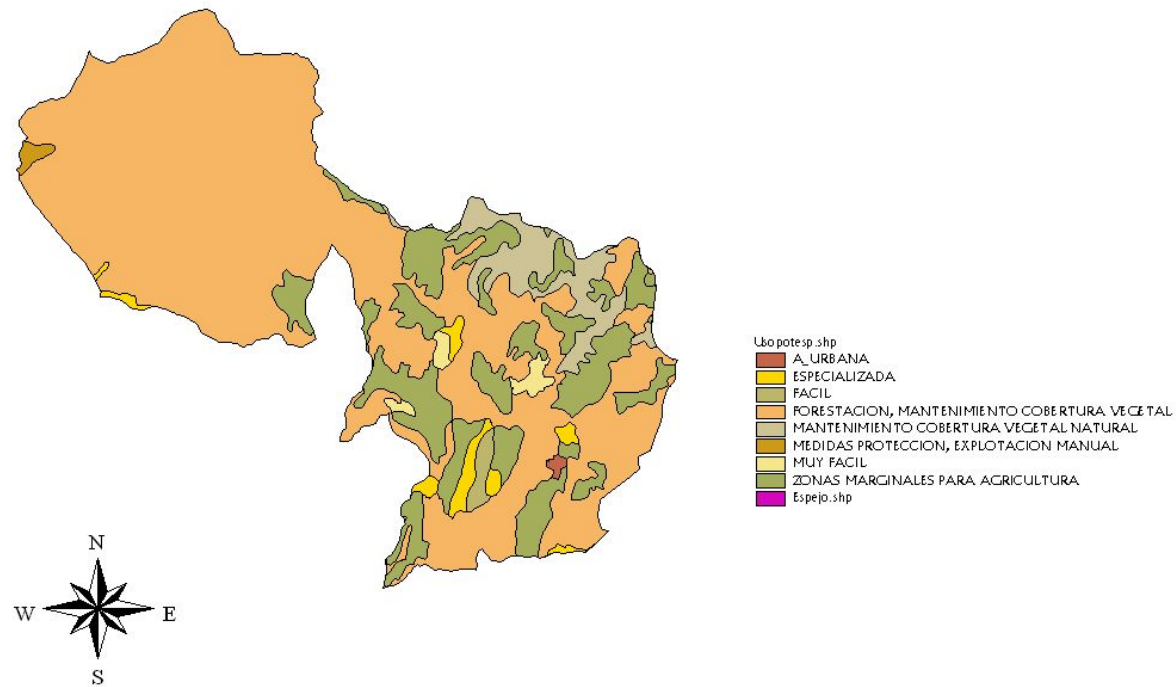 Usopotesp.shp
A_URBANA
ESPECIALIZADA
FACIL
FORESTACION, MANTENIMIENTO COBERTURA VEGETAL
MANTENIMIENTO COBERTURA VEGETAL NATURAL
MEDIDAS PROTECCION, EXPLOTACION MANUAL
MUY FACIL
ZONAS MARGINALES PARA AGRICULTURA
Espejo.shp
N
W E
S